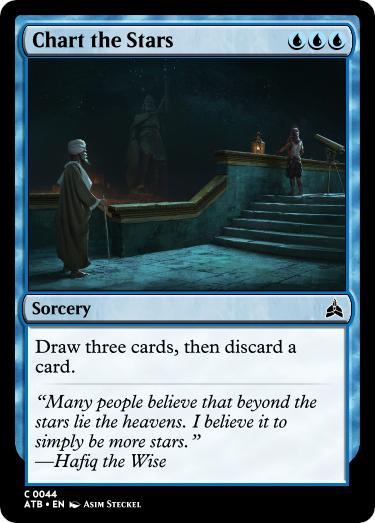 Chart the Stars
Sorcery
Draw three cards, then discard a
card.
“Many people believe that beyond the
stars lie the heavens. I believe it to
simply be more stars.”
—Hafiq the Wise
C 0044
ATB • EN Asim Steckel